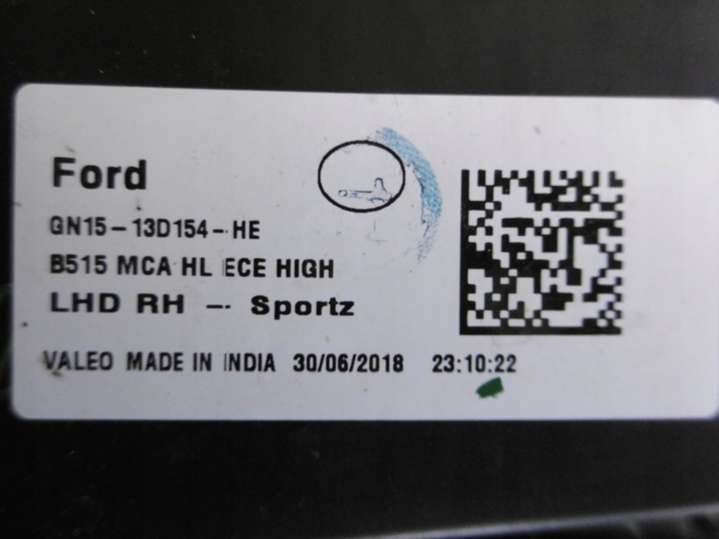 Ford
GN15-13D154-HE
B515 MCA HL ECE HIGH
LHD RH - Sportz
VALEO MADE IN INDIA 30/06/2018 23:10:22